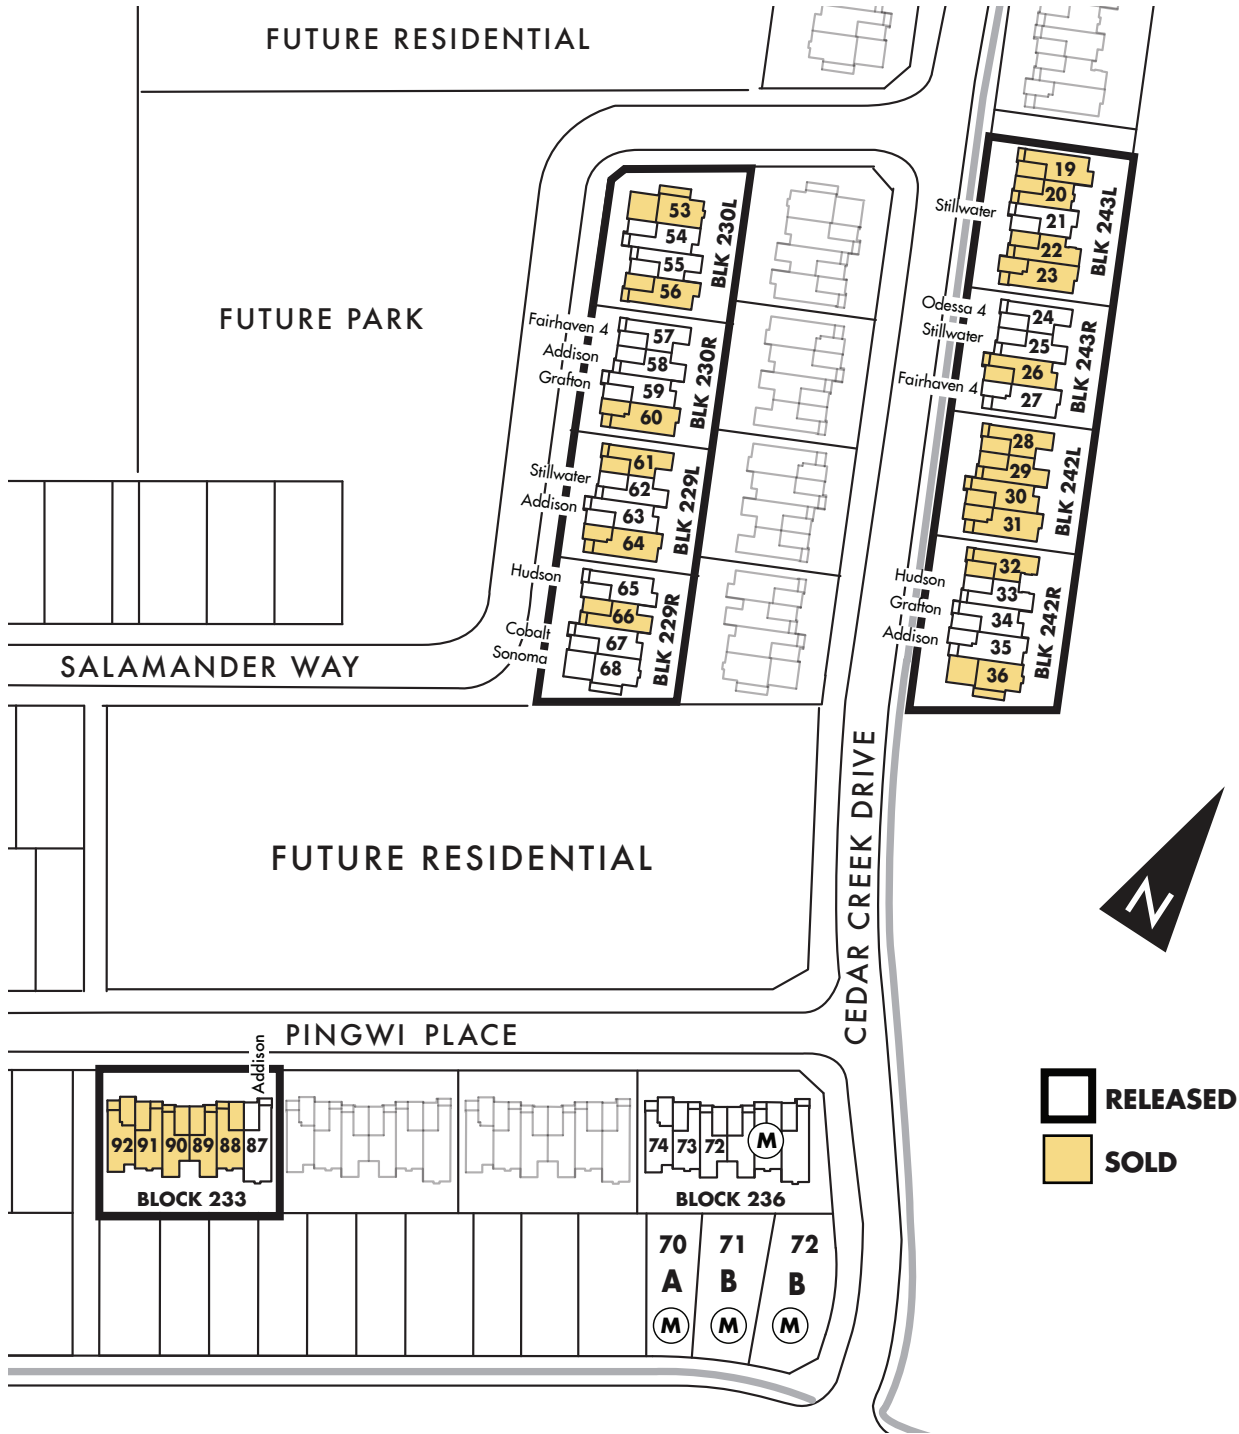 FUTURE RESIDENTIAL
FUTURE PARK
53
54
55
56
BLK 230L
Fairhaven 4
Addison
Grafton
57
58
59
60
BLK 230R
Stillwater
Addison
61
62
63
64
BLK 229L
Hudson
Cobalt
Sonoma
65
66
67
68
BLK 229R
Stillwater
19
20
21
22
23
BLK 243L
Odessa 4
Stillwater
Fairhaven 4
24
25
26
27
BLK 243R
28
29
30
31
BLK 242L
Hudson
Grafton
Addison
32
33
34
35
36
BLK 242R
SALAMANDER WAY
FUTURE RESIDENTIAL
CEDAR CREEK DRIVE
N
PINGWI PLACE
Addison
92 91 90 89 88 87
BLOCK 233
74 73 72 M
BLOCK 236
70 71 72
A B B
M M M
RELEASED
SOLD